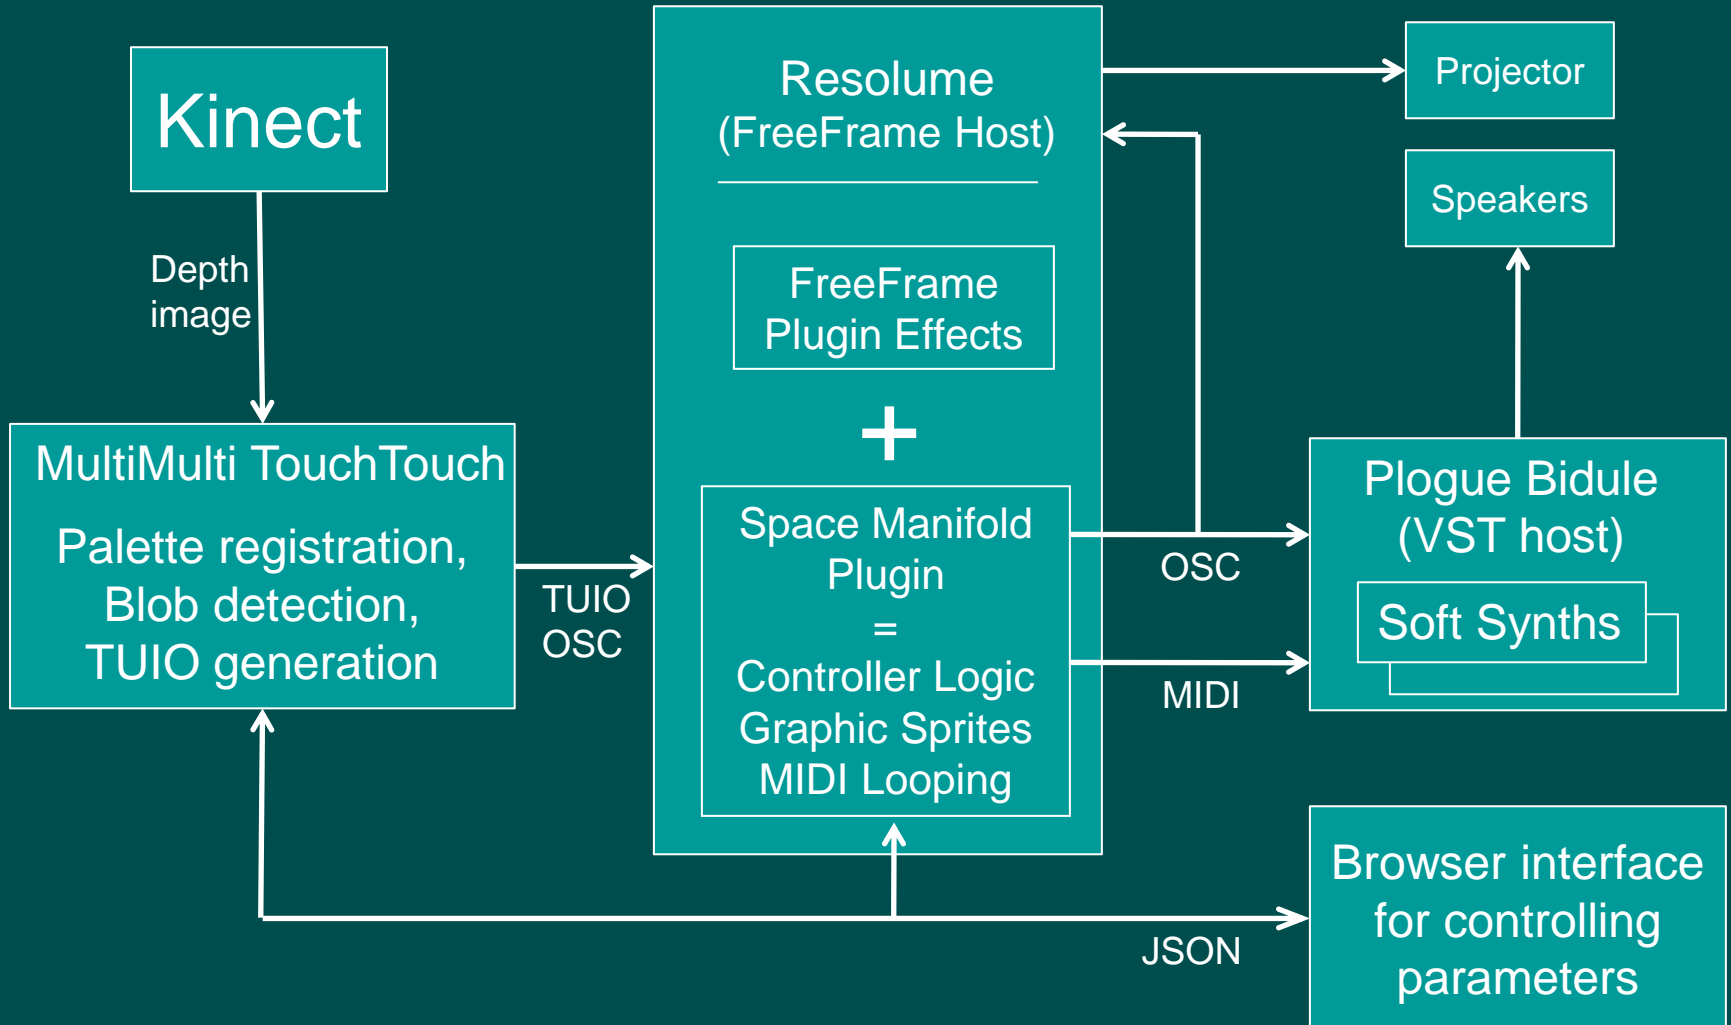 Kinect
Depth
image
MultiMulti TouchTouch
Palette registration,
Blob detection,
TUIO generation
TUIO
OSC
Resolume
(FreeFrame Host)
FreeFrame
Plugin Effects
+
Space Manifold
Plugin
=
Controller Logic
Graphic Sprites
MIDI Looping
OSC
MIDI
JSON
Projector
Speakers
Plogue Bidule
(VST host)
Soft Synths
Browser interface
for controlling
parameters